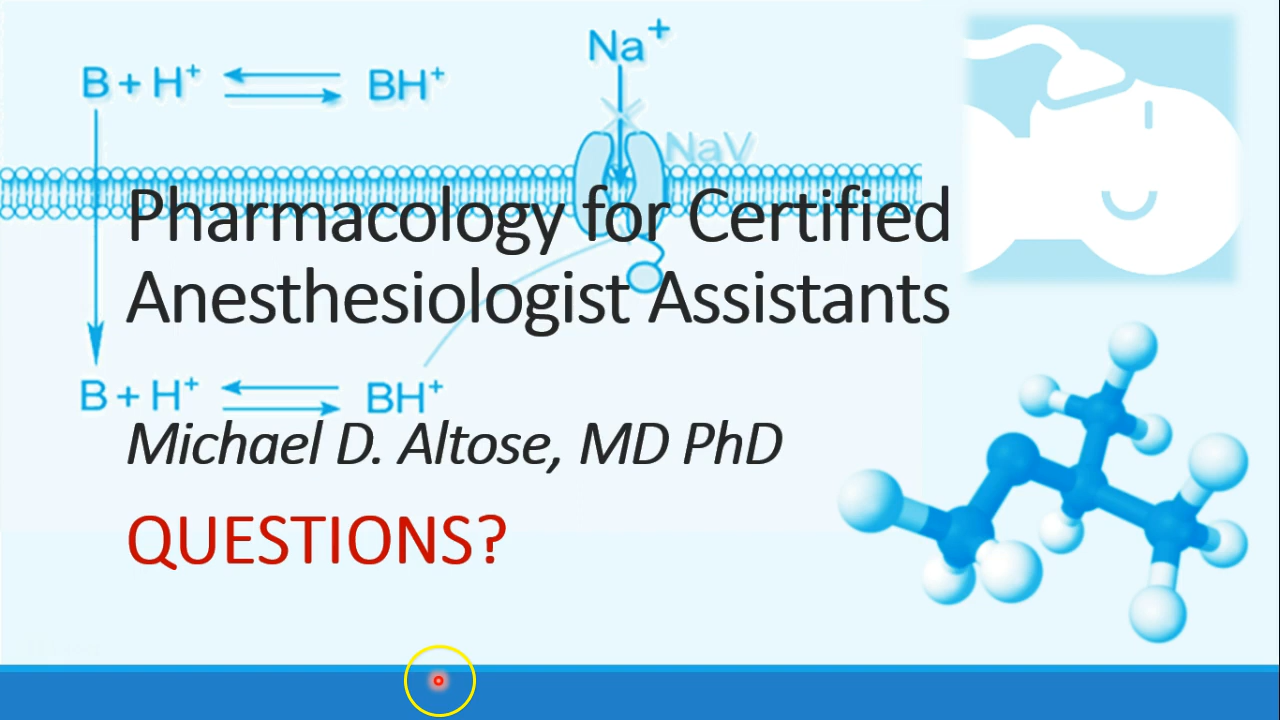 Na⁺
B + H⁺ BH⁺
NaV
Pharmacology for Certified
Anesthesiologist Assistants
B + H⁺ BH⁺
Michael D. Altose, MD PhD
QUESTIONS?